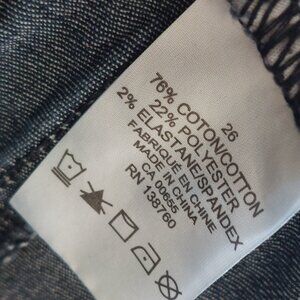 26
76% COTON/COTTON
22% POLYESTER
2% ELASTANE/SPANDEX
FABRIQUÉ EN CHINE
MADE IN CHINA
CA 00655
RN 138760